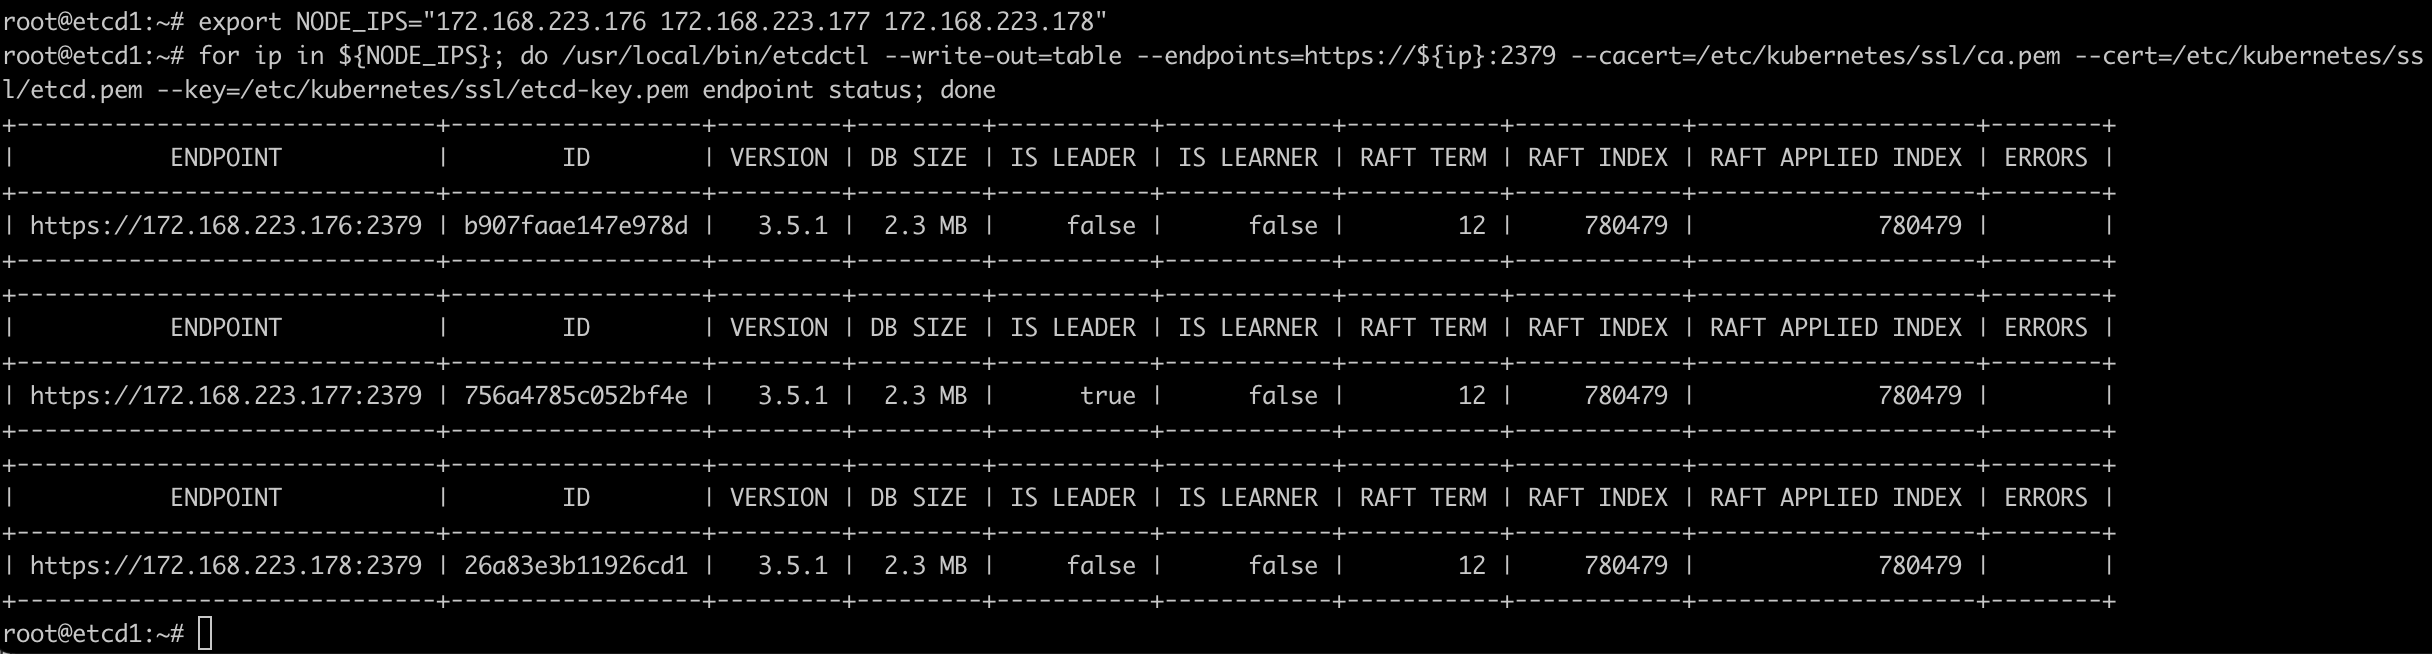 root@etcd1:~# export NODE_IPS="172.168.223.176 172.168.223.177 172.168.223.178"
root@etcd1:~# for ip in ${NODE_IPS}; do /usr/local/bin/etcdctl --write-out=table --endpoints=https://${ip}:2379 --cacert=/etc/kubernetes/ssl/ca.pem --cert=/etc/kubernetes/ss
l/etcd.pem --key=/etc/kubernetes/ssl/etcd-key.pem endpoint status; done
+------------------------------+------------------+---------+---------+-----------+------------+-----------+------------+--------------------+--------+
|           ENDPOINT           |        ID        | VERSION | DB SIZE | IS LEADER | IS LEARNER | RAFT TERM | RAFT INDEX | RAFT APPLIED INDEX | ERRORS |
+------------------------------+------------------+---------+---------+-----------+------------+-----------+------------+--------------------+--------+
| https://172.168.223.176:2379 | b907faae147e978d |   3.5.1 |  2.3 MB |     false |      false |        12 |     780479 |             780479 |        |
+------------------------------+------------------+---------+---------+-----------+------------+-----------+------------+--------------------+--------+
+------------------------------+------------------+---------+---------+-----------+------------+-----------+------------+--------------------+--------+
|           ENDPOINT           |        ID        | VERSION | DB SIZE | IS LEADER | IS LEARNER | RAFT TERM | RAFT INDEX | RAFT APPLIED INDEX | ERRORS |
+------------------------------+------------------+---------+---------+-----------+------------+-----------+------------+--------------------+--------+
| https://172.168.223.177:2379 | 756a4785c052bf4e |   3.5.1 |  2.3 MB |      true |      false |        12 |     780479 |             780479 |        |
+------------------------------+------------------+---------+---------+-----------+------------+-----------+------------+--------------------+--------+
+------------------------------+------------------+---------+---------+-----------+------------+-----------+------------+--------------------+--------+
|           ENDPOINT           |        ID        | VERSION | DB SIZE | IS LEADER | IS LEARNER | RAFT TERM | RAFT INDEX | RAFT APPLIED INDEX | ERRORS |
+------------------------------+------------------+---------+---------+-----------+------------+-----------+------------+--------------------+--------+
| https://172.168.223.178:2379 | 26a83e3b11926cd1 |   3.5.1 |  2.3 MB |     false |      false |        12 |     780479 |             780479 |        |
+------------------------------+------------------+---------+---------+-----------+------------+-----------+------------+--------------------+--------+
root@etcd1:~#